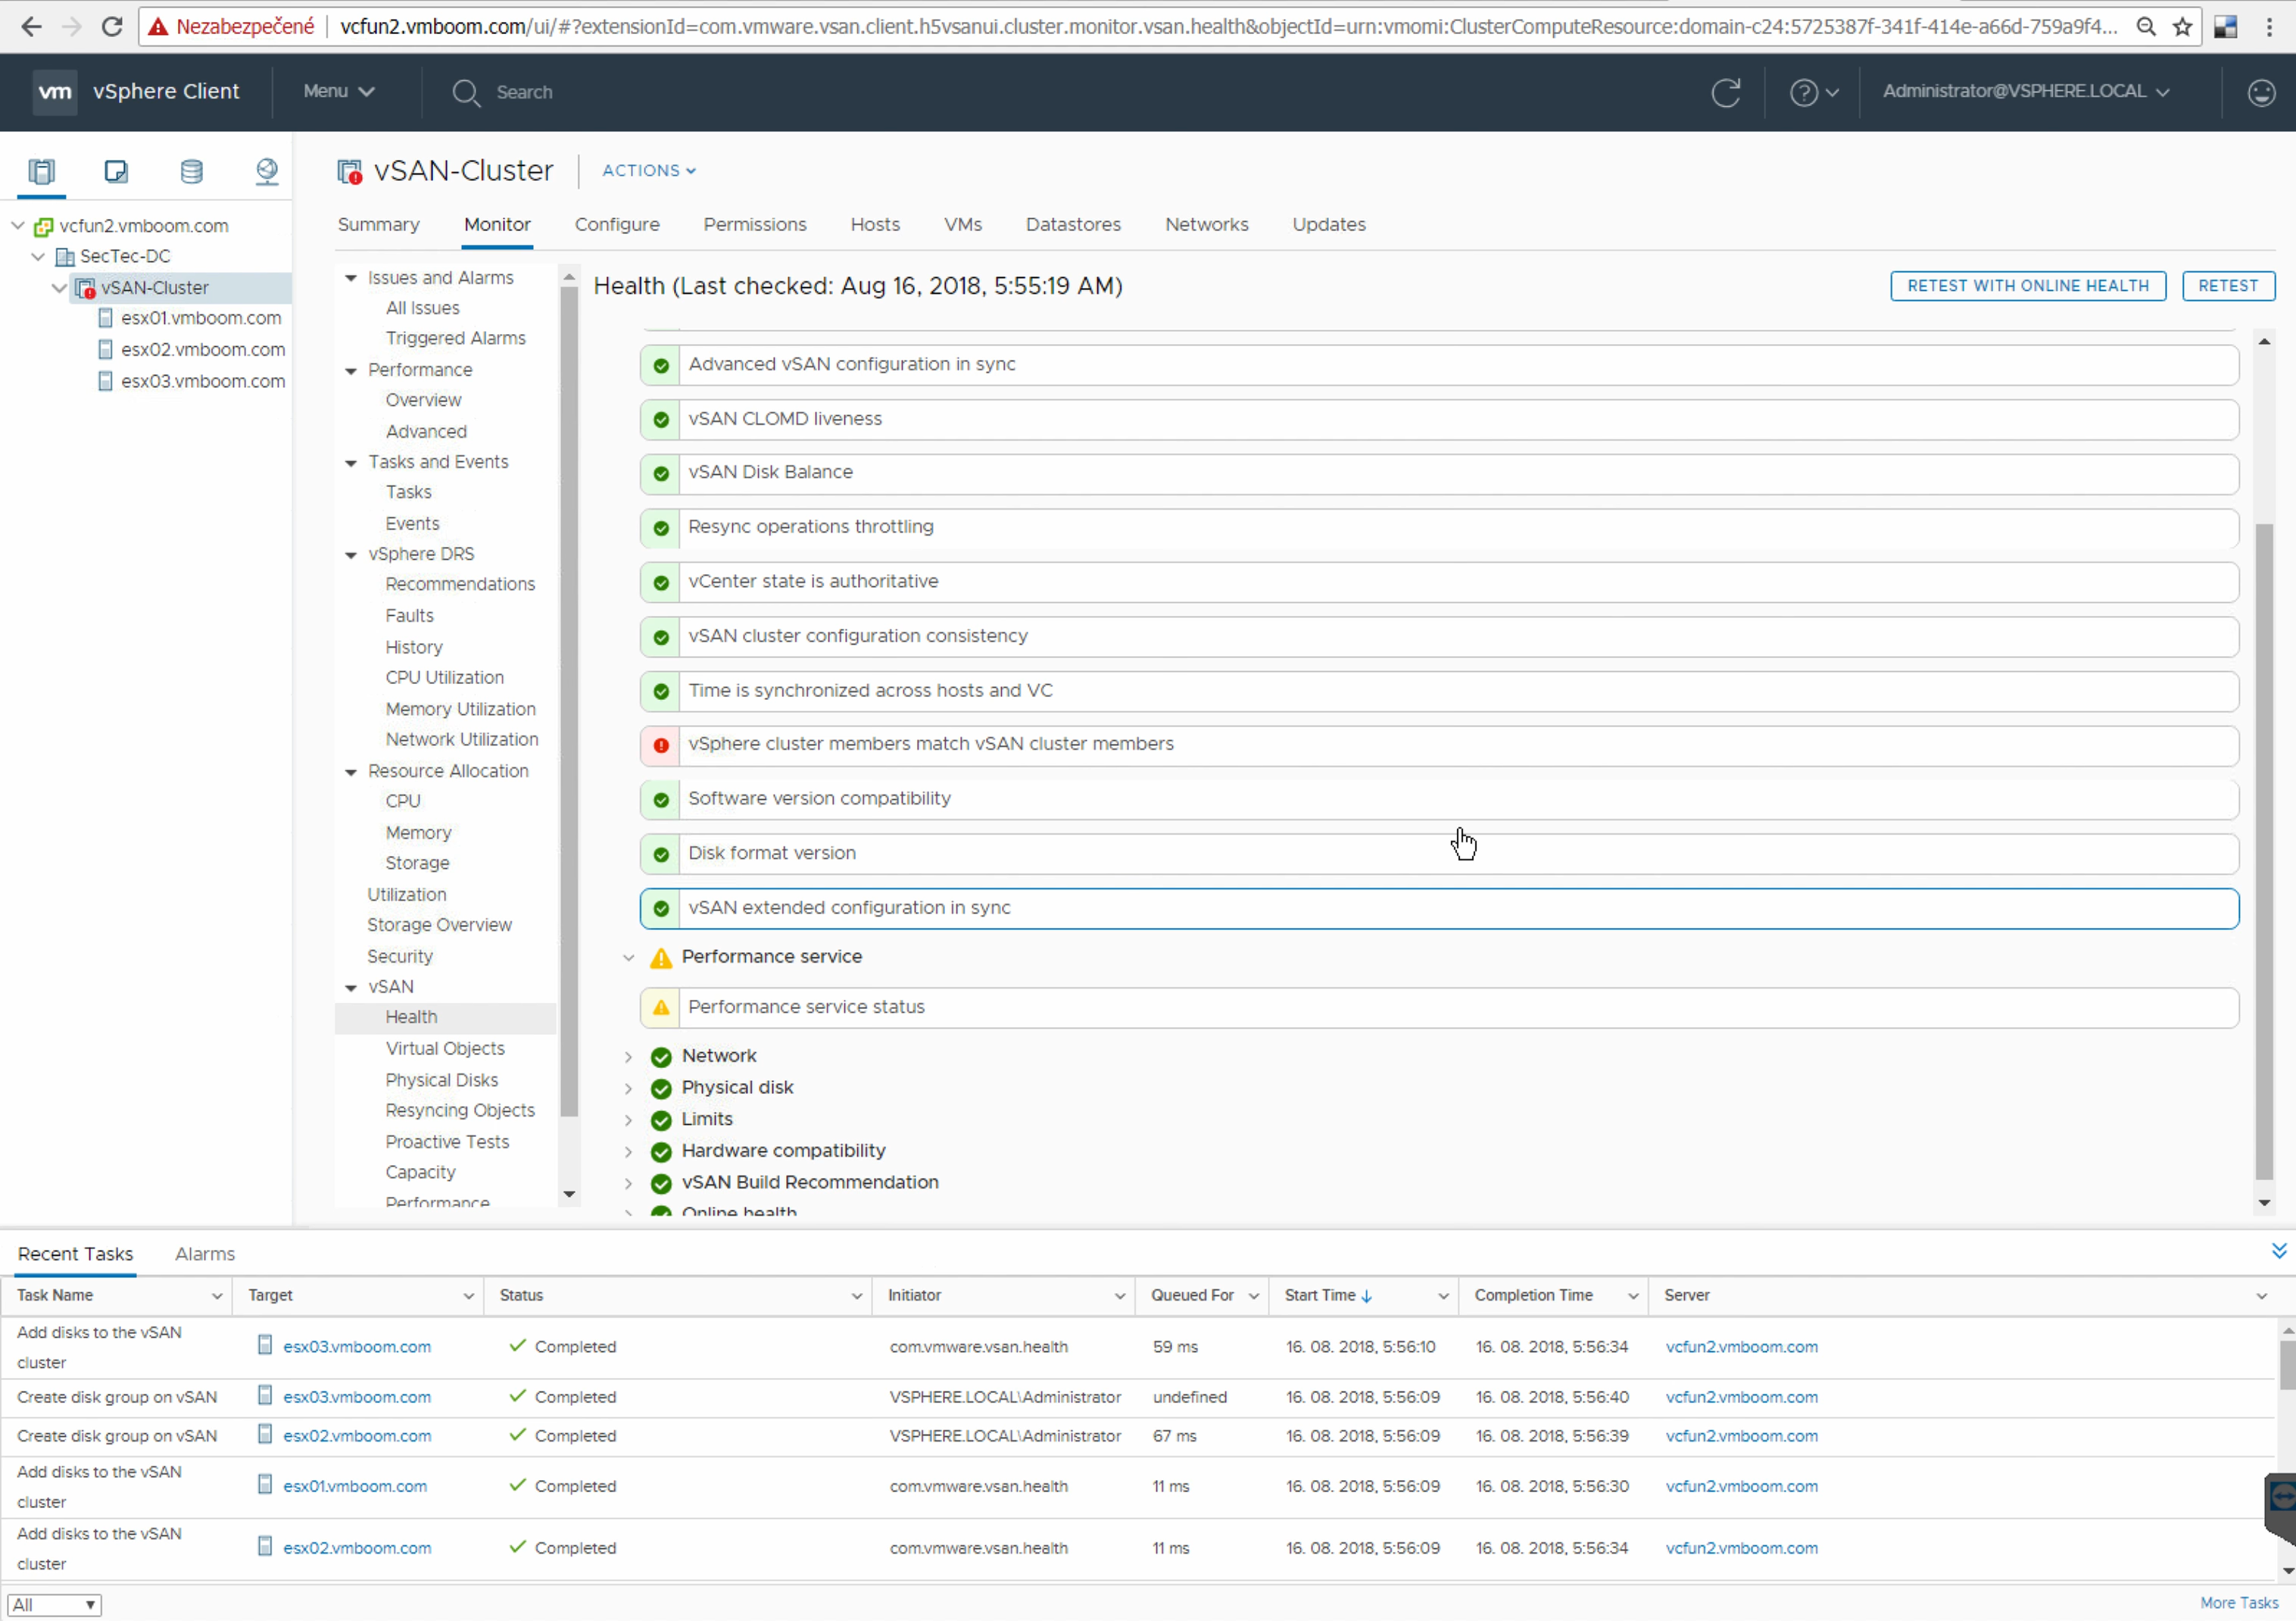 Nezabezpečené vcfun2.vmboom.com/ui/#?extensionId=com.vmware.vsan.client.h5vsanui.cluster.monitor.vsan.health&objectId=urn:vmomi:ClusterComputeResource:domain-c24:5725387f-341f-414e-a66d-759a9f4...
vm vSphere Client Menu Search Administrator@VSPHERE.LOCAL
vcfun2.vmboom.com
SecTec-DC
vSAN-Cluster
esx01.vmboom.com
esx02.vmboom.com
esx03.vmboom.com
vSAN-Cluster ACTIONS
Summary Monitor Configure Permissions Hosts VMs Datastores Networks Updates
Issues and Alarms
All Issues
Triggered Alarms
Performance
Overview
Advanced
Tasks and Events
Tasks
Events
vSphere DRS
Recommendations
Faults
History
CPU Utilization
Memory Utilization
Network Utilization
Resource Allocation
CPU
Memory
Storage
Utilization
Storage Overview
Security
vSAN
Health
Virtual Objects
Physical Disks
Resyncing Objects
Proactive Tests
Capacity
Performance
Health (Last checked: Aug 16, 2018, 5:55:19 AM) RETEST WITH ONLINE HEALTH RETEST
Advanced vSAN configuration in sync
vSAN CLOMD liveness
vSAN Disk Balance
Resync operations throttling
vCenter state is authoritative
vSAN cluster configuration consistency
Time is synchronized across hosts and VC
vSphere cluster members match vSAN cluster members
Software version compatibility
Disk format version
vSAN extended configuration in sync
Performance service
Performance service status
Network
Physical disk
Limits
Hardware compatibility
vSAN Build Recommendation
Online health
Recent Tasks Alarms
Task Name Target Status Initiator Queued For Start Time Completion Time Server
Add disks to the vSAN
cluster
esx03.vmboom.com Completed com.vmware.vsan.health 59 ms 16. 08. 2018, 5:56:10 16. 08. 2018, 5:56:34 vcfun2.vmboom.com
Create disk group on vSAN esx03.vmboom.com Completed VSPHERE.LOCAL\Administrator undefined 16. 08. 2018, 5:56:09 16. 08. 2018, 5:56:40 vcfun2.vmboom.com
Create disk group on vSAN esx02.vmboom.com Completed VSPHERE.LOCAL\Administrator 67 ms 16. 08. 2018, 5:56:09 16. 08. 2018, 5:56:39 vcfun2.vmboom.com
Add disks to the vSAN
cluster
esx01.vmboom.com Completed com.vmware.vsan.health 11 ms 16. 08. 2018, 5:56:09 16. 08. 2018, 5:56:30 vcfun2.vmboom.com
Add disks to the vSAN
cluster
esx02.vmboom.com Completed com.vmware.vsan.health 11 ms 16. 08. 2018, 5:56:09 16. 08. 2018, 5:56:34 vcfun2.vmboom.com
All More Tasks